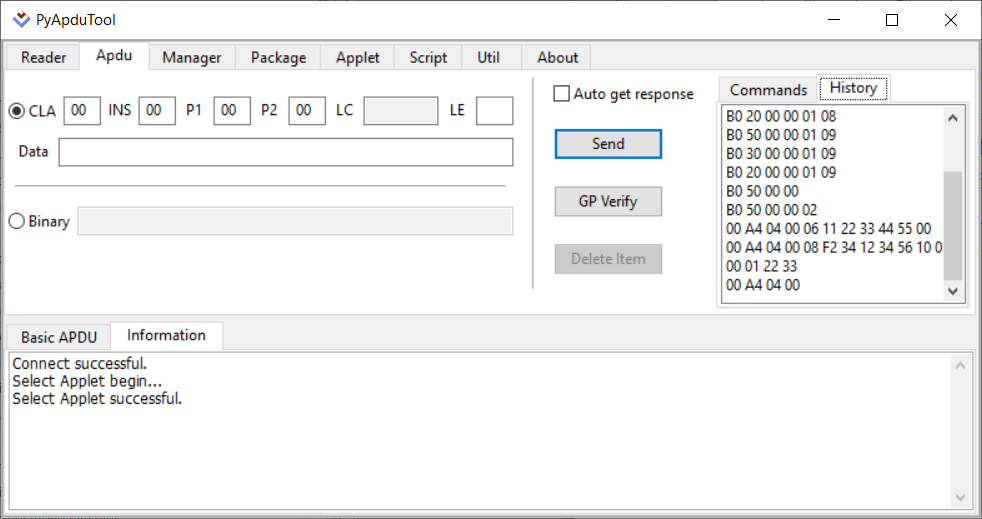 PyApduTool
Reader Apdu Manager Package Applet Script Util About
CLA 00 INS 00 P1 00 P2 00 LC LE
Data
Binary
Auto get response
Send
GP Verify
Delete Item
Commands History
B0 20 00 00 01 08
B0 50 00 00 01 09
B0 30 00 00 01 09
B0 20 00 00 01 09
B0 50 00 00
B0 50 00 00 02
00 A4 04 00 06 11 22 33 44 55 00
00 A4 04 00 08 F2 34 12 34 56 10 0
00 01 22 33
00 A4 04 00
Basic APDU Information
Connect successful.
Select Applet begin...
Select Applet successful.